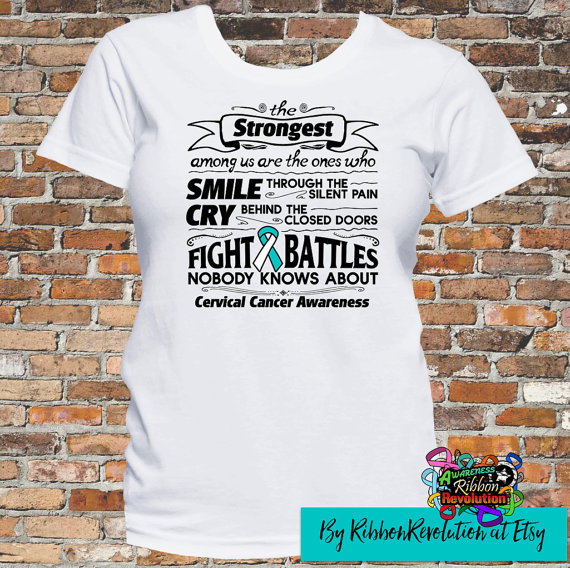 the
Strongest
among us are the ones who
SMILE THROUGH THE SILENT PAIN
CRY BEHIND THE CLOSED DOORS
FIGHT BATTLES
NOBODY KNOWS ABOUT
Cervical Cancer Awareness
AWARENESS
Ribbon
Revolution
By RibbonRevolution at Etsy